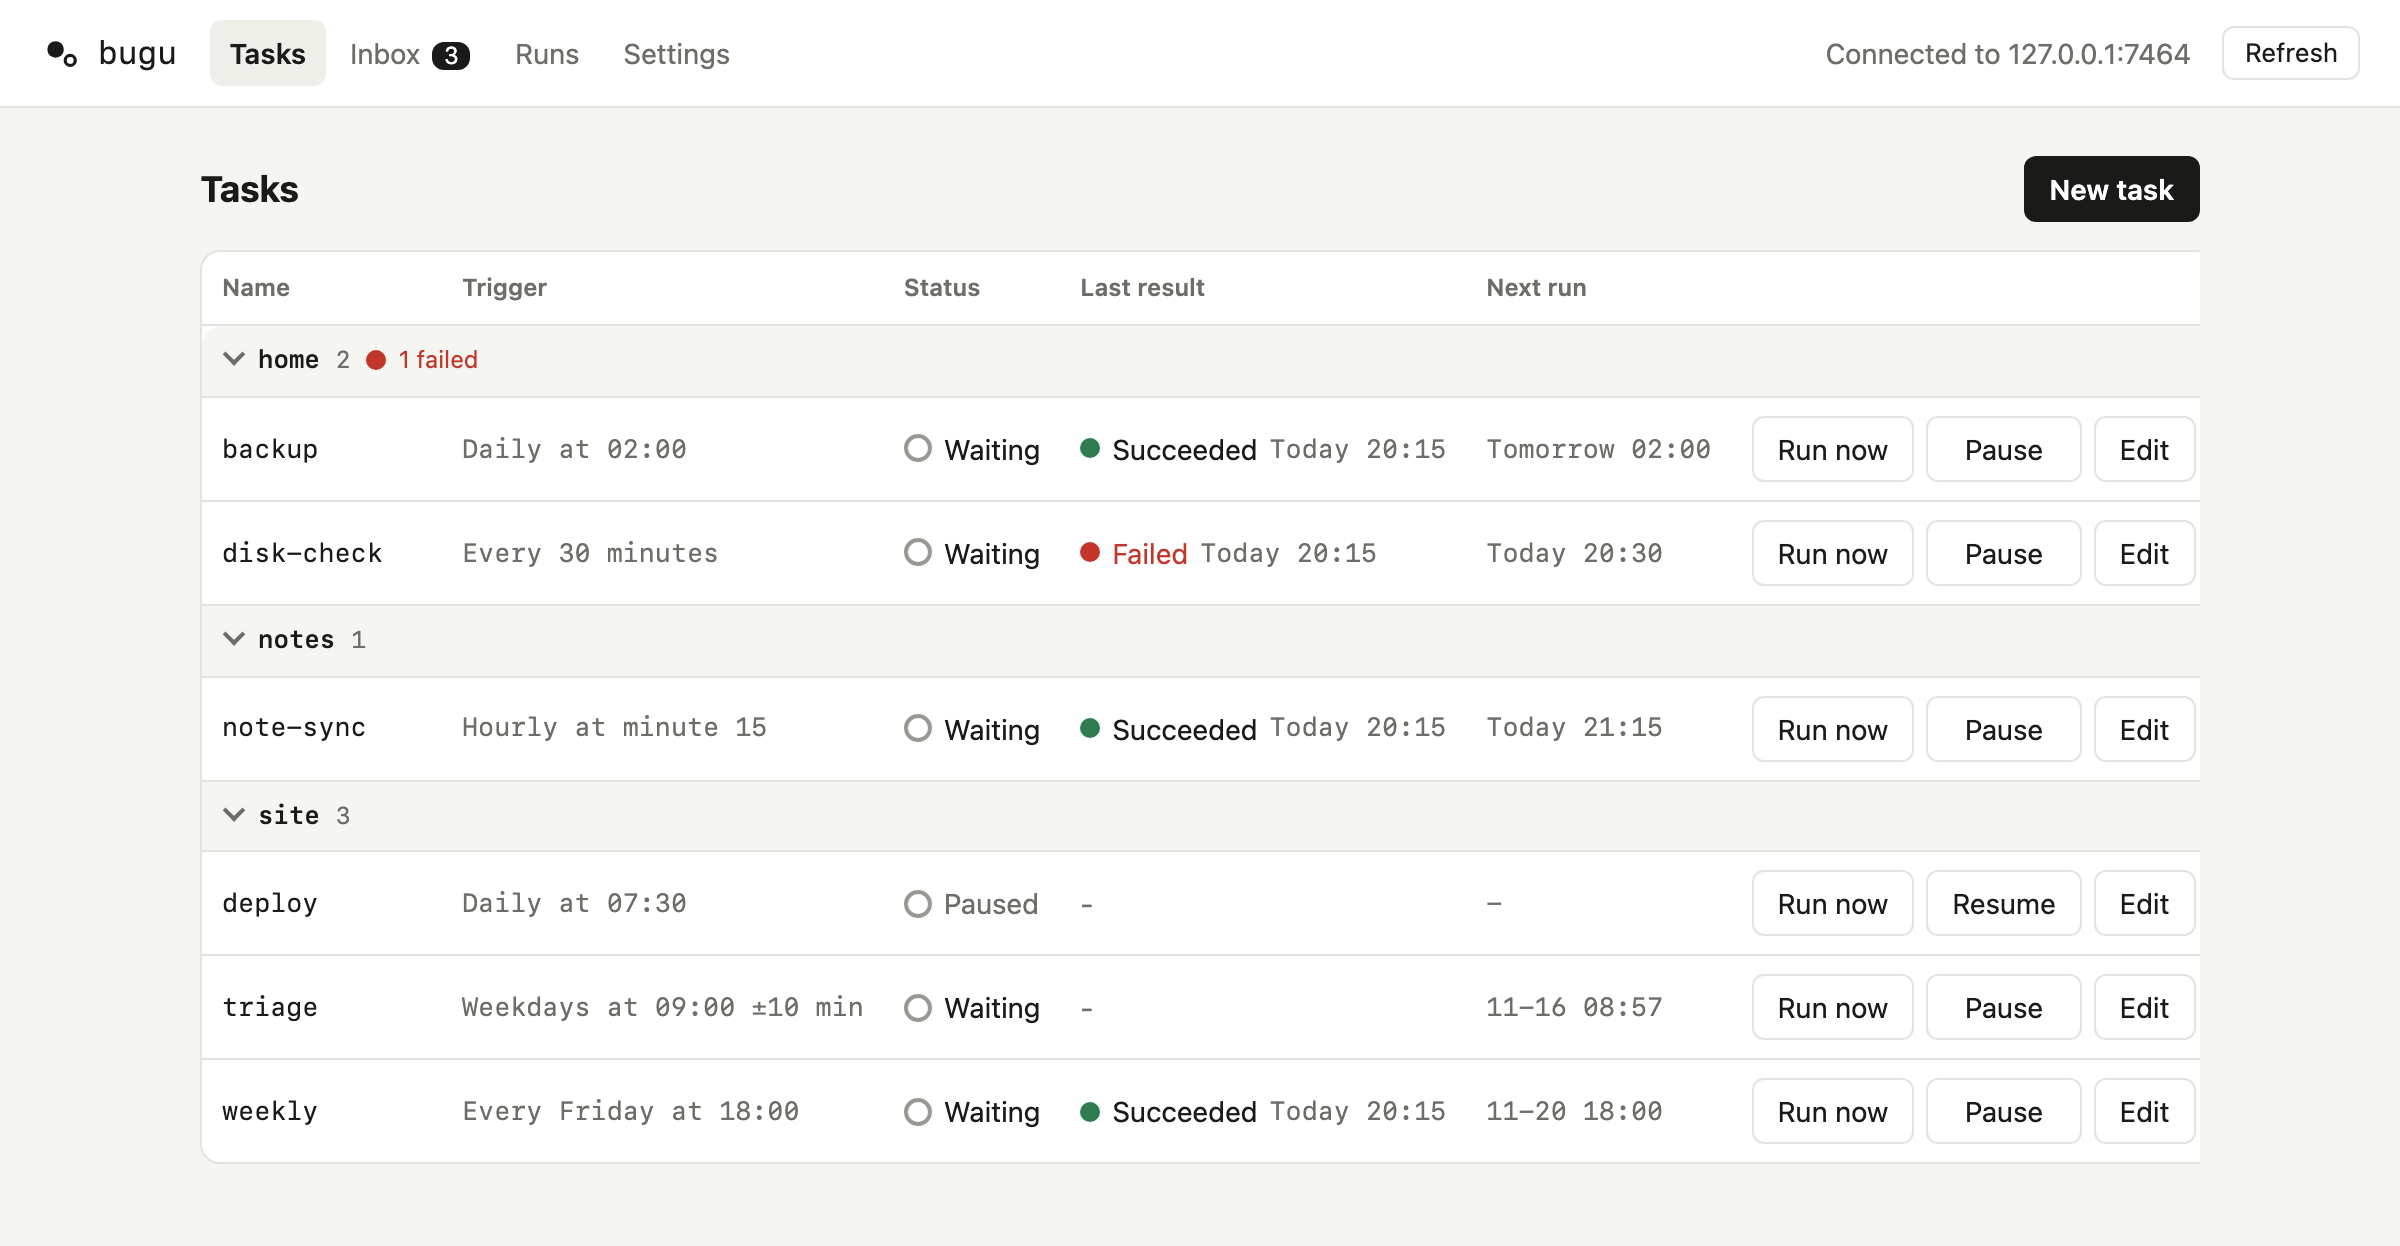 bugu Tasks Inbox 3 Runs Settings Connected to 127.0.0.1:7464 Refresh
Tasks New task
Name Trigger Status Last result Next run
home 2 1 failed
backup Daily at 02:00 Waiting Succeeded Today 20:15 Tomorrow 02:00 Run now Pause Edit
disk-check Every 30 minutes Waiting Failed Today 20:15 Today 20:30 Run now Pause Edit
notes 1
note-sync Hourly at minute 15 Waiting Succeeded Today 20:15 Today 21:15 Run now Pause Edit
site 3
deploy Daily at 07:30 Paused - - Run now Resume Edit
triage Weekdays at 09:00 ±10 min Waiting - 11-16 08:57 Run now Pause Edit
weekly Every Friday at 18:00 Waiting Succeeded Today 20:15 11-20 18:00 Run now Pause Edit